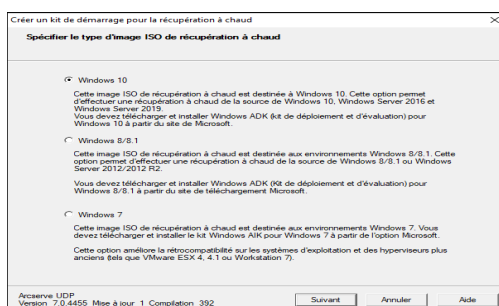 Créer un kit de démarrage pour la récupération à chaud
Spécifier le type d'image ISO de récupération à chaud
Windows 10
Cette image ISO de récupération à chaud est destinée à Windows 10. Cette option permet
d'effectuer une récupération à chaud de la source de Windows 10, Windows Server 2016 et
Windows Server 2019.
Vous devez télécharger et installer Windows ADK (kit de déploiement et d'évaluation) pour
Windows 10 à partir du site de Microsoft.
Windows 8/8.1
Cette image ISO de récupération à chaud est destinée aux environnements Windows 8/8.1. Cette
option permet d'effectuer une récupération à chaud de la source de Windows 8/8.1 ou Windows
Server 2012/2012 R2.
Vous devez télécharger et installer Windows ADK (Kit de déploiement et d'évaluation) pour
Windows 8/8.1 à partir du site de téléchargement Microsoft.
Windows 7
Cette image ISO de récupération à chaud est destinée aux environnements Windows 7. Vous
devez télécharger et installer le kit Windows AIK pour Windows 7 à partir de l'option Microsoft.
Cette option améliore la rétrocompatibilité sur les systèmes d'exploitation et des hyperviseurs plus
anciens (tels que VMware ESX 4, 4.1 ou Workstation 7).
Arcserve UDP
Version 7.0.4455 Mise à jour 1 Compilation 392
Suivant
Annuler
Aide